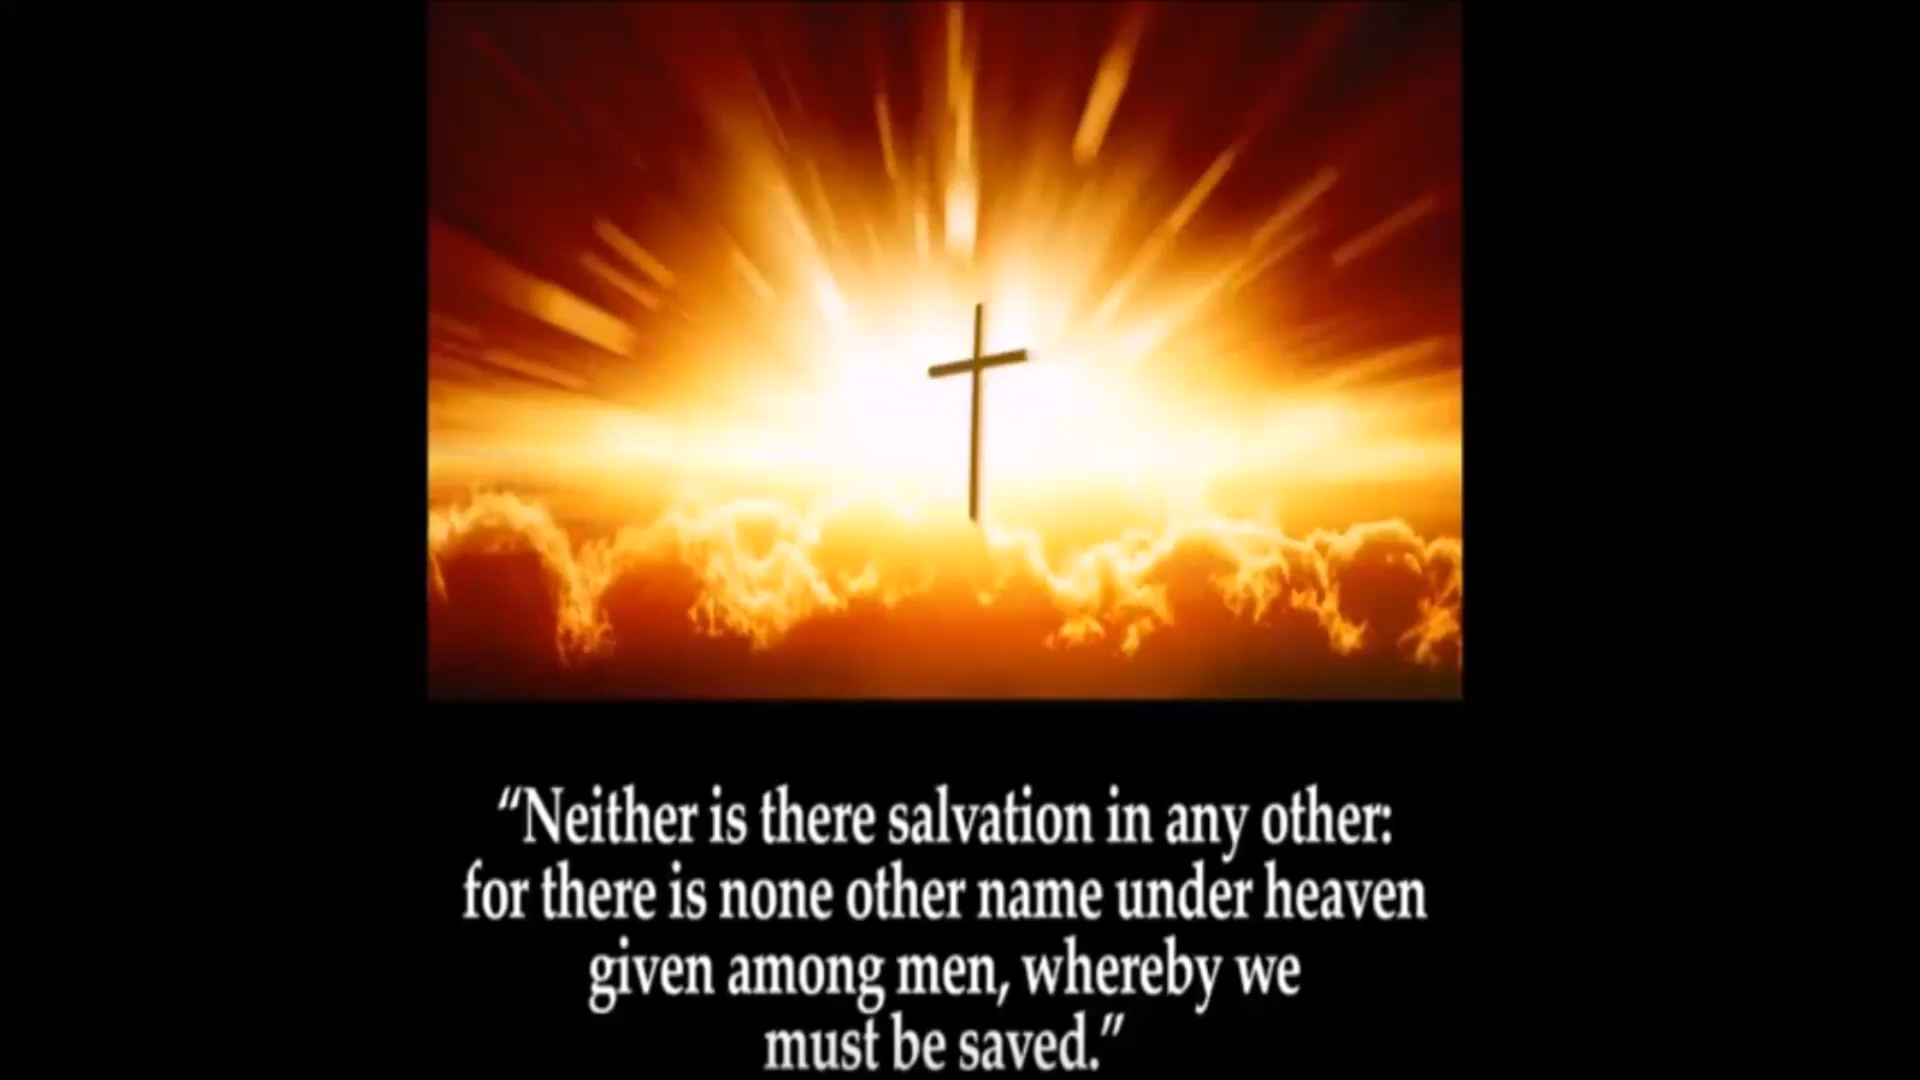 “Neither is there salvation in any other:
for there is none other name under heaven
given among men, whereby we
must be saved.”